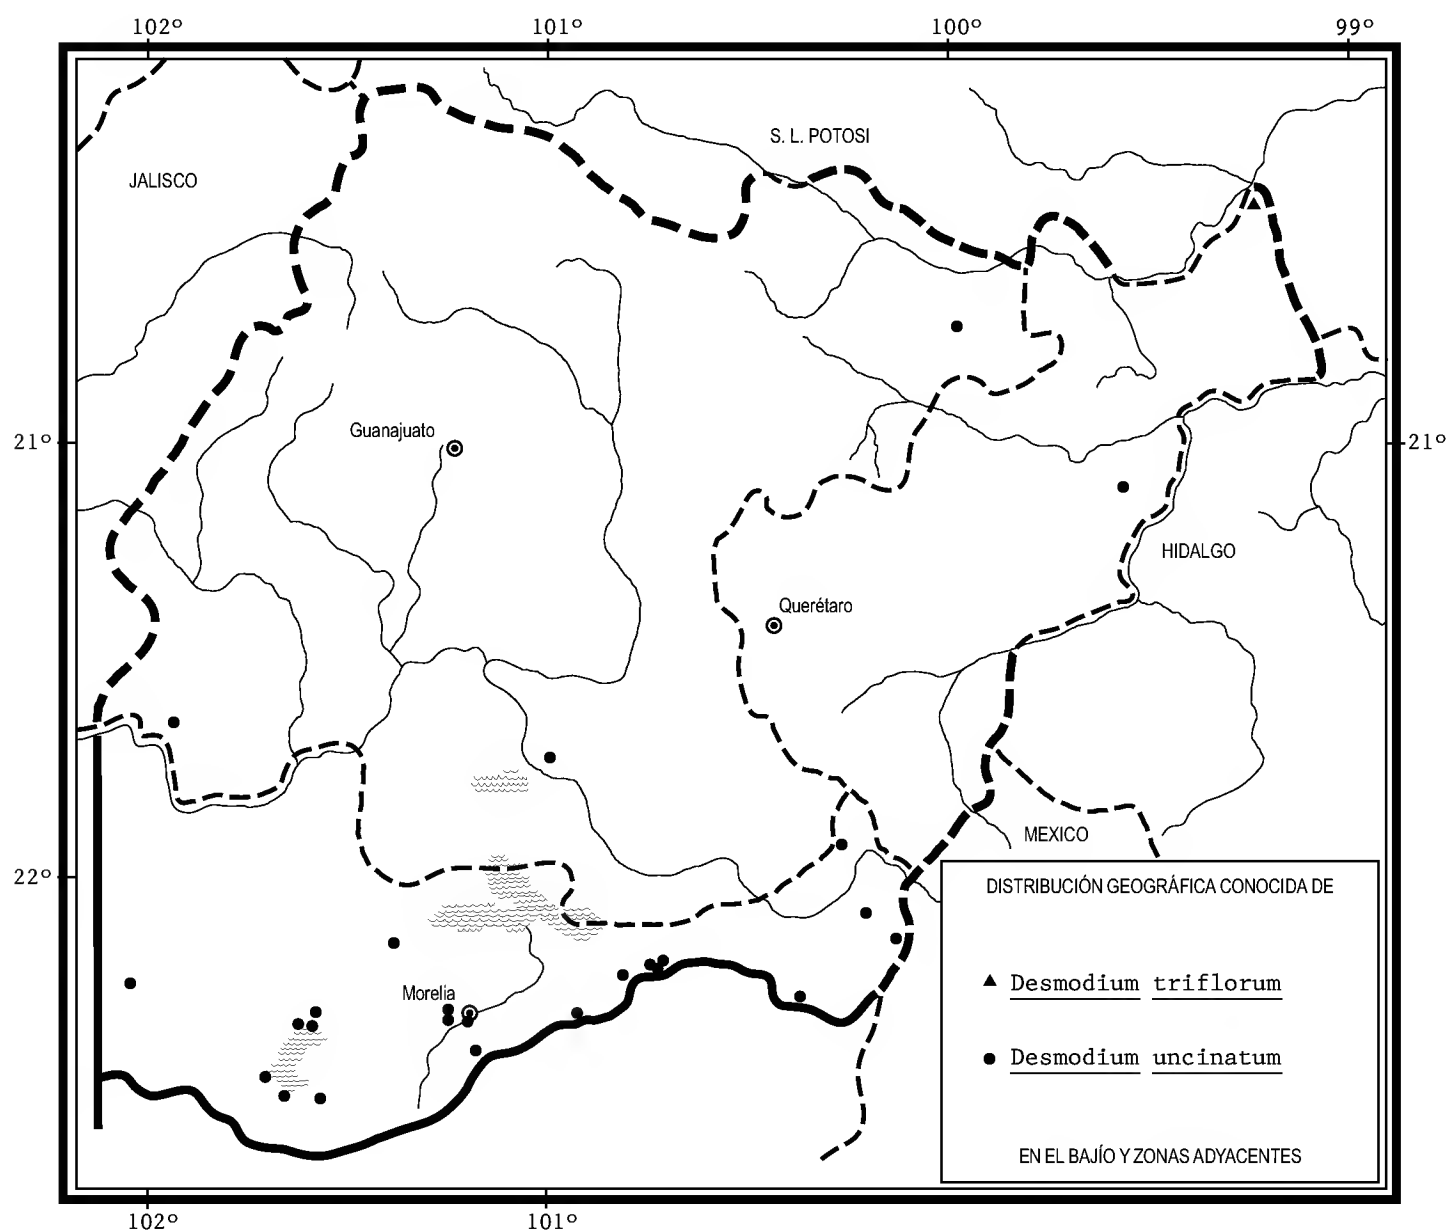 102° 101° 100° 99°
S. L. POTOSI
JALISCO
Guanajuato
21° 21°
HIDALGO
Querétaro
MEXICO
22°
DISTRIBUCIÓN GEOGRÁFICA CONOCIDA DE
Desmodium triflorum
Morelia
Desmodium uncinatum
EN EL BAJÍO Y ZONAS ADYACENTES
102° 101°